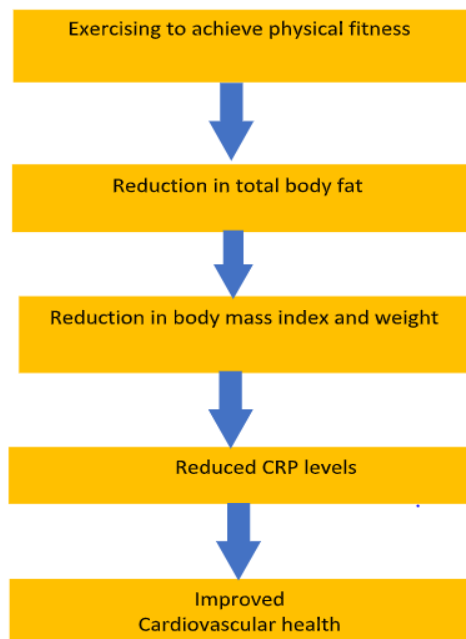 Exercising to achieve physical fitness
Reduction in total body fat
Reduction in body mass index and weight
Reduced CRP levels
Improved
Cardiovascular health